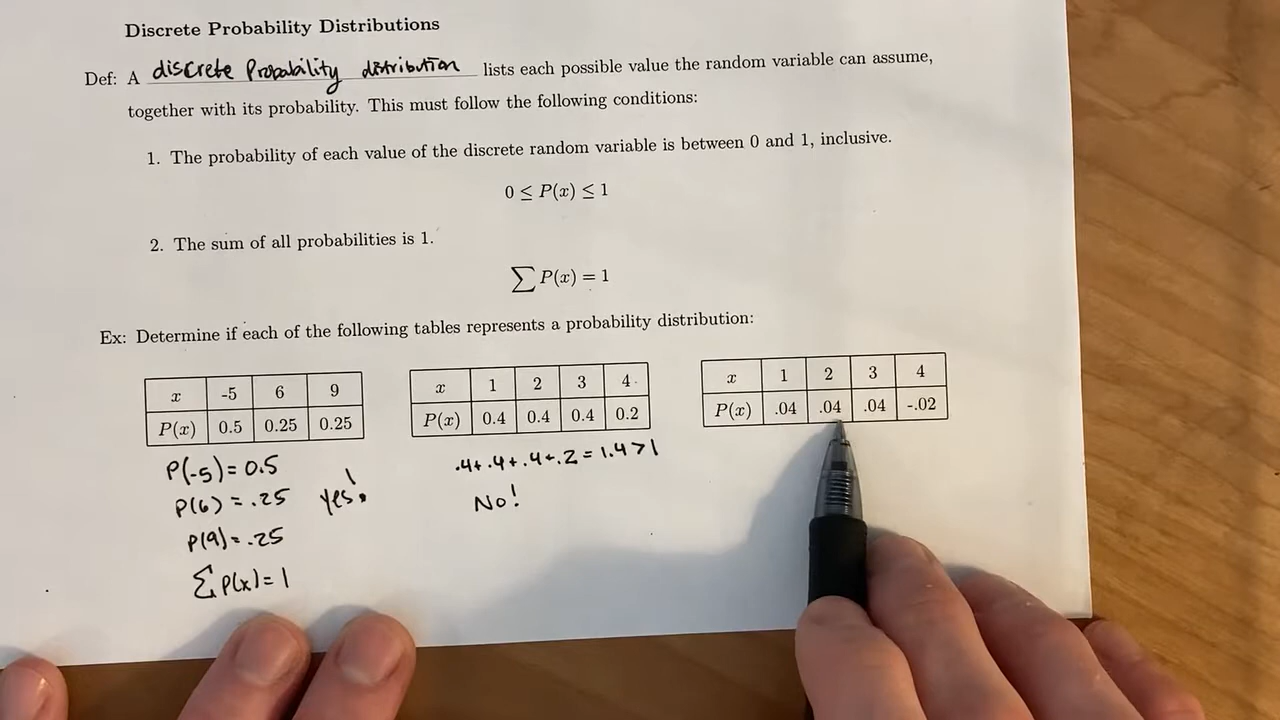 Discrete Probability Distributions
Def: A discrete Probability distribution lists each possible value the random variable can assume,
together with its probability. This must follow the following conditions:
1. The probability of each value of the discrete random variable is between 0 and 1, inclusive.
0 ≤ P(x) ≤ 1
2. The sum of all probabilities is 1.
∑ P(x) = 1
Ex: Determine if each of the following tables represents a probability distribution:
x -5 6 9
P(x) 0.5 0.25 0.25
P(-5) = 0.5
P(6) = .25 yes!
P(9) = .25
∑ P(x) = 1
x 1 2 3 4
P(x) 0.4 0.4 0.4 0.2
.4+.4+.4+.2 = 1.4 > 1
No!
x 1 2 3 4
P(x) .04 .04 .04 -.02